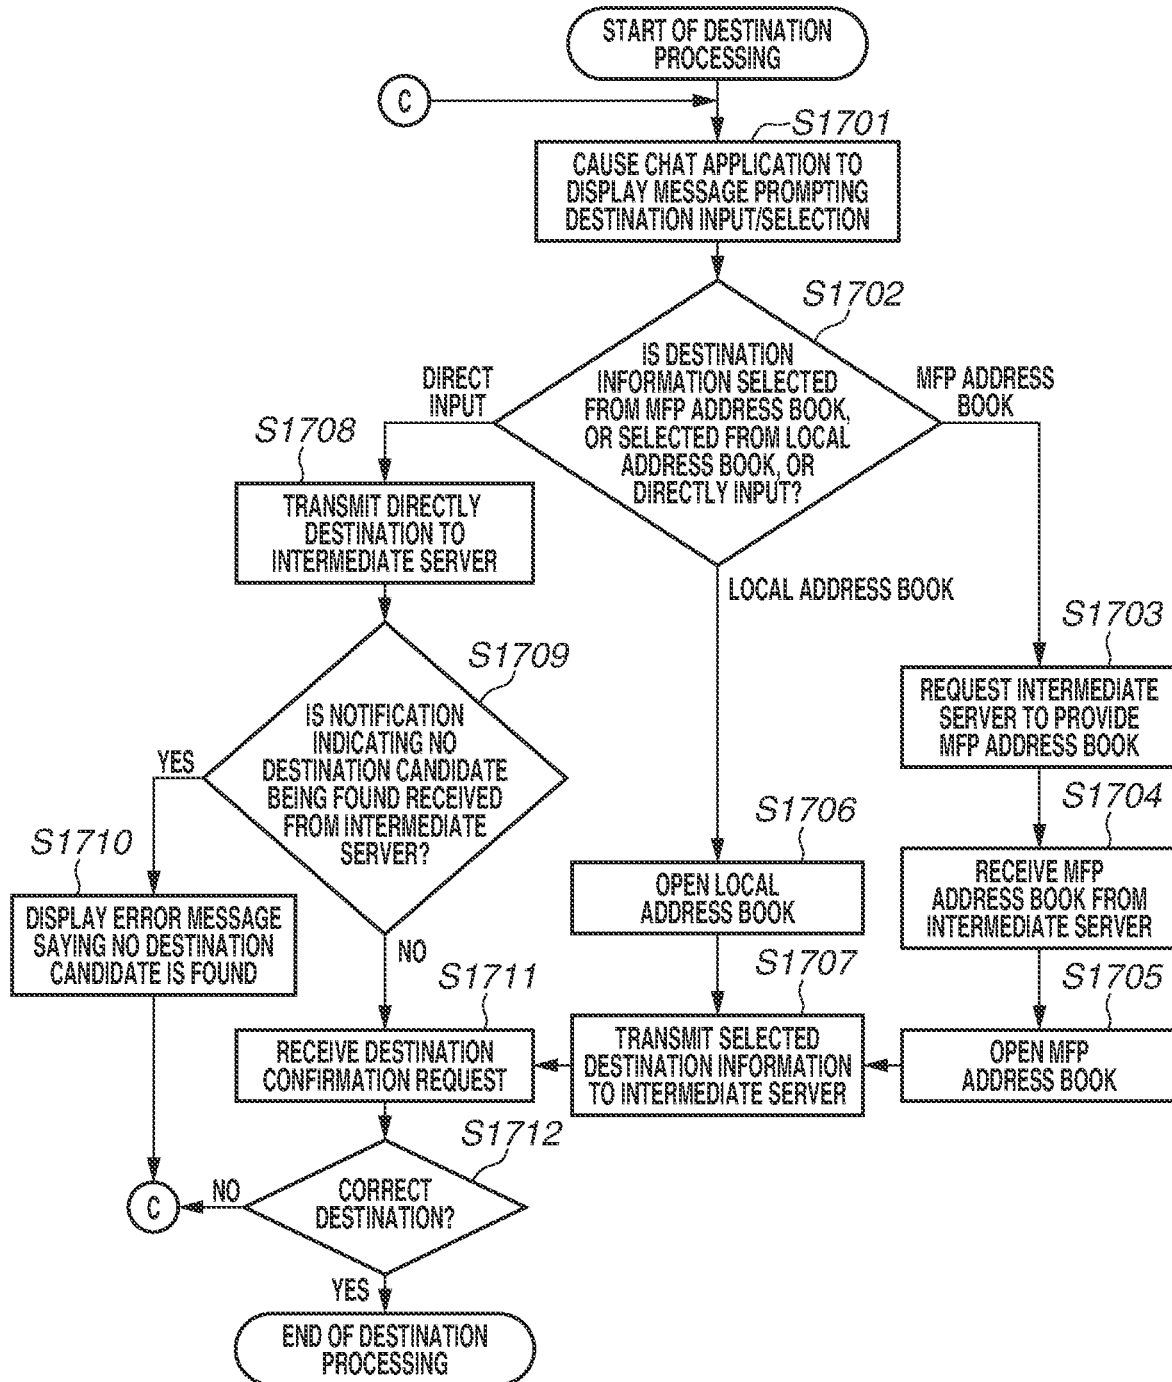 START OF DESTINATION
PROCESSING
C
S1701
CAUSE CHAT APPLICATION TO
DISPLAY MESSAGE PROMPTING
DESTINATION INPUT/SELECTION
S1702
IS DESTINATION
INFORMATION SELECTED
FROM MFP ADDRESS BOOK,
OR SELECTED FROM LOCAL
ADDRESS BOOK, OR
DIRECTLY INPUT?
DIRECT
INPUT
MFP ADDRESS
BOOK
LOCAL ADDRESS BOOK
S1708
TRANSMIT DIRECTLY
DESTINATION TO
INTERMEDIATE SERVER
S1709
IS NOTIFICATION
INDICATING NO
DESTINATION CANDIDATE
BEING FOUND RECEIVED
FROM INTERMEDIATE
SERVER?
YES
NO
S1703
REQUEST INTERMEDIATE
SERVER TO PROVIDE
MFP ADDRESS BOOK
S1704
RECEIVE MFP
ADDRESS BOOK FROM
INTERMEDIATE SERVER
S1706
OPEN LOCAL
ADDRESS BOOK
S1710
DISPLAY ERROR MESSAGE
SAYING NO DESTINATION
CANDIDATE IS FOUND
S1705
OPEN MFP
ADDRESS BOOK
S1707
TRANSMIT SELECTED
DESTINATION INFORMATION
TO INTERMEDIATE SERVER
S1711
RECEIVE DESTINATION
CONFIRMATION REQUEST
S1712
CORRECT
DESTINATION?
NO
C
YES
END OF DESTINATION
PROCESSING